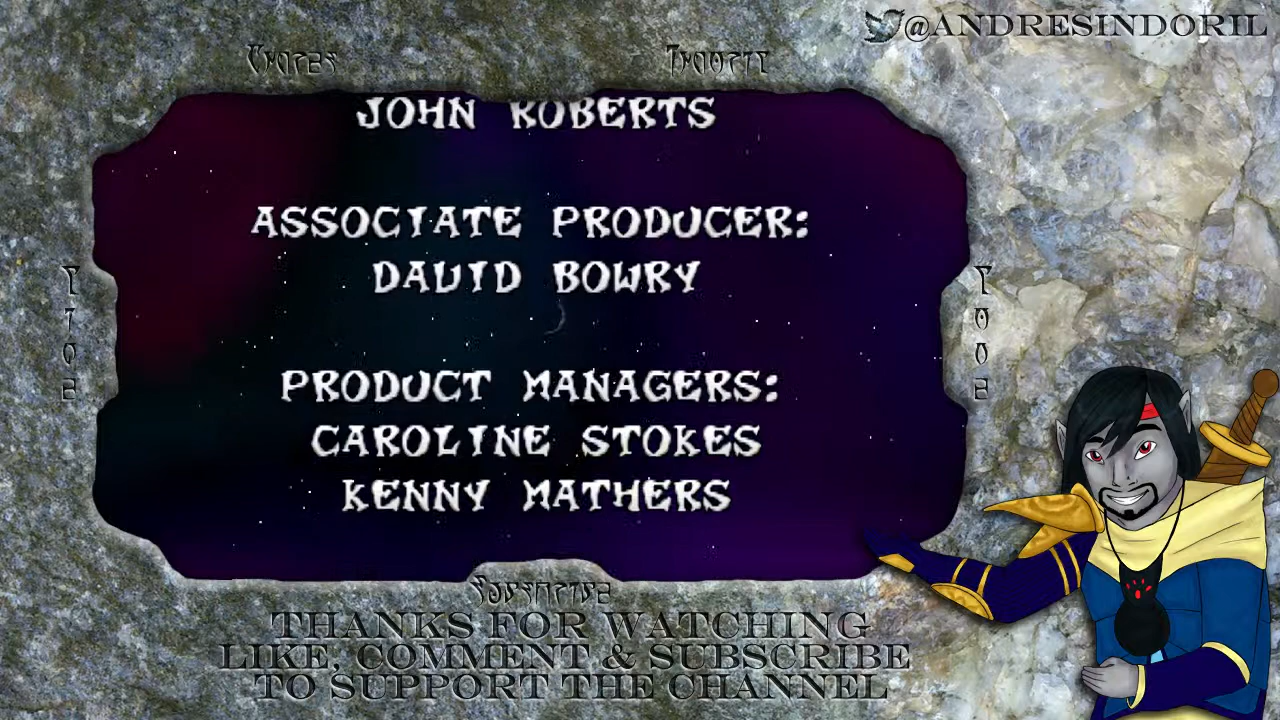 @ANDRESINDORIL
JOHN ROBERTS
ASSOCIATE PRODUCER:
DAVID BOWRY
PRODUCT MANAGERS:
CAROLINE STOKES
KENNY MATHERS
THANKS FOR WATCHING
LIKE, COMMENT & SUBSCRIBE
TO SUPPORT THE CHANNEL